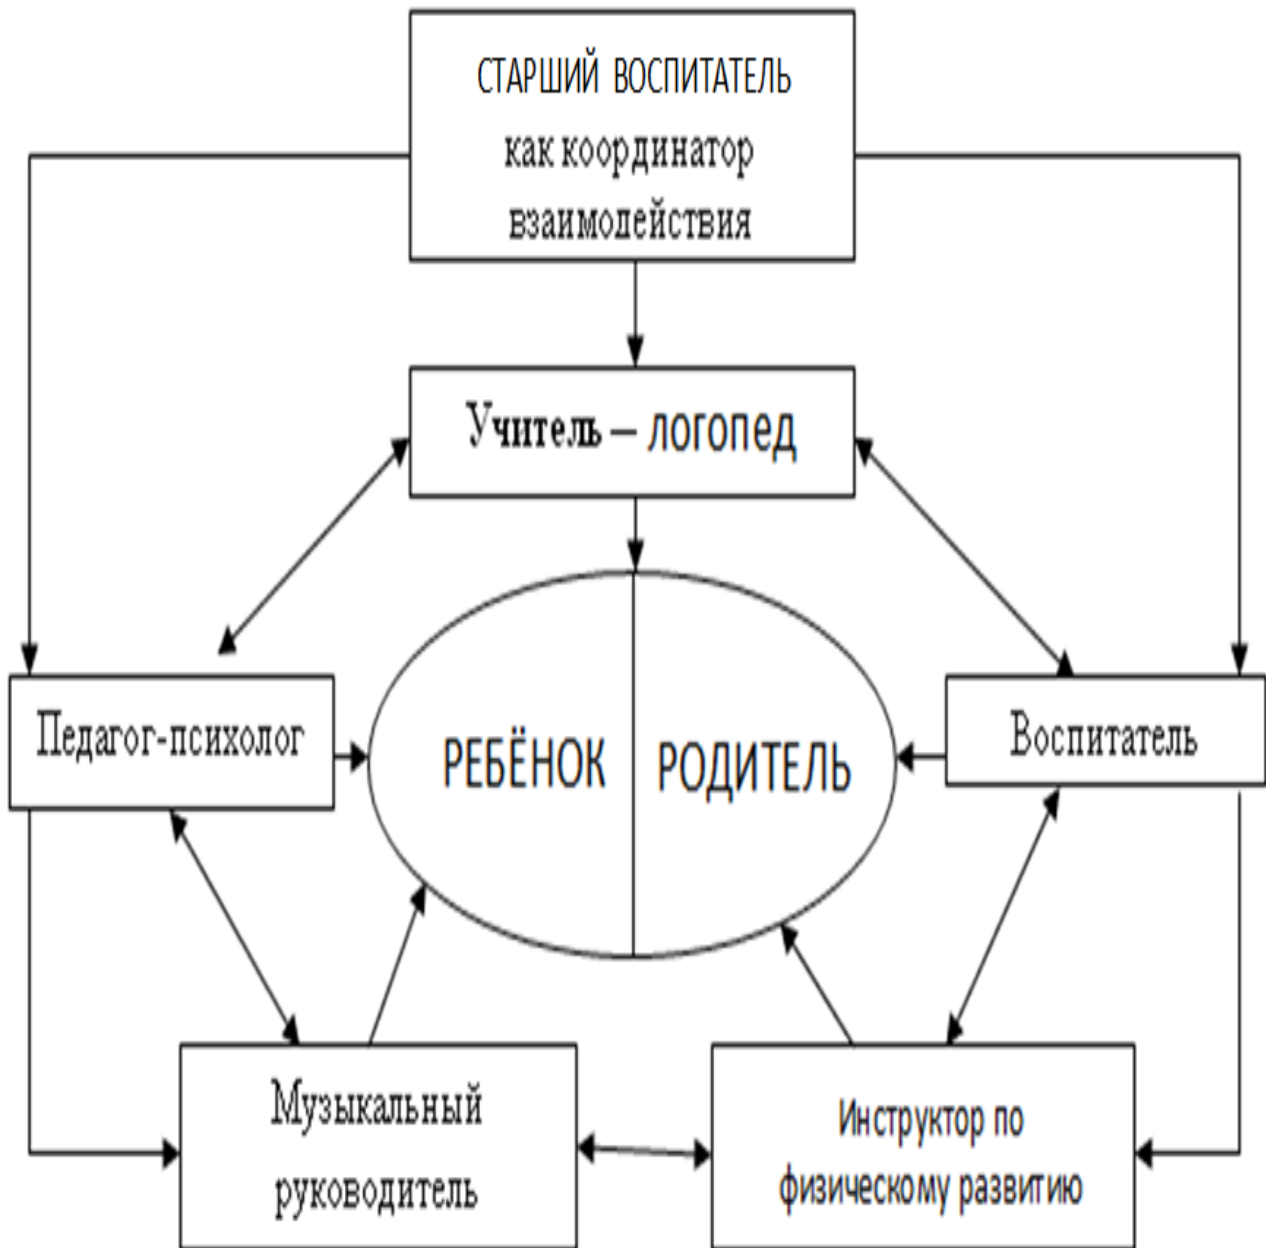 СТАРШИЙ ВОСПИТАТЕЛЬ
как координатор
взаимодействия
Учитель – ЛОГОПЕД
Педагог-психолог
РЕБЁНОК
РОДИТЕЛЬ
Воспитатель
Музыкальный
руководитель
Инструктор по
физическому развитию